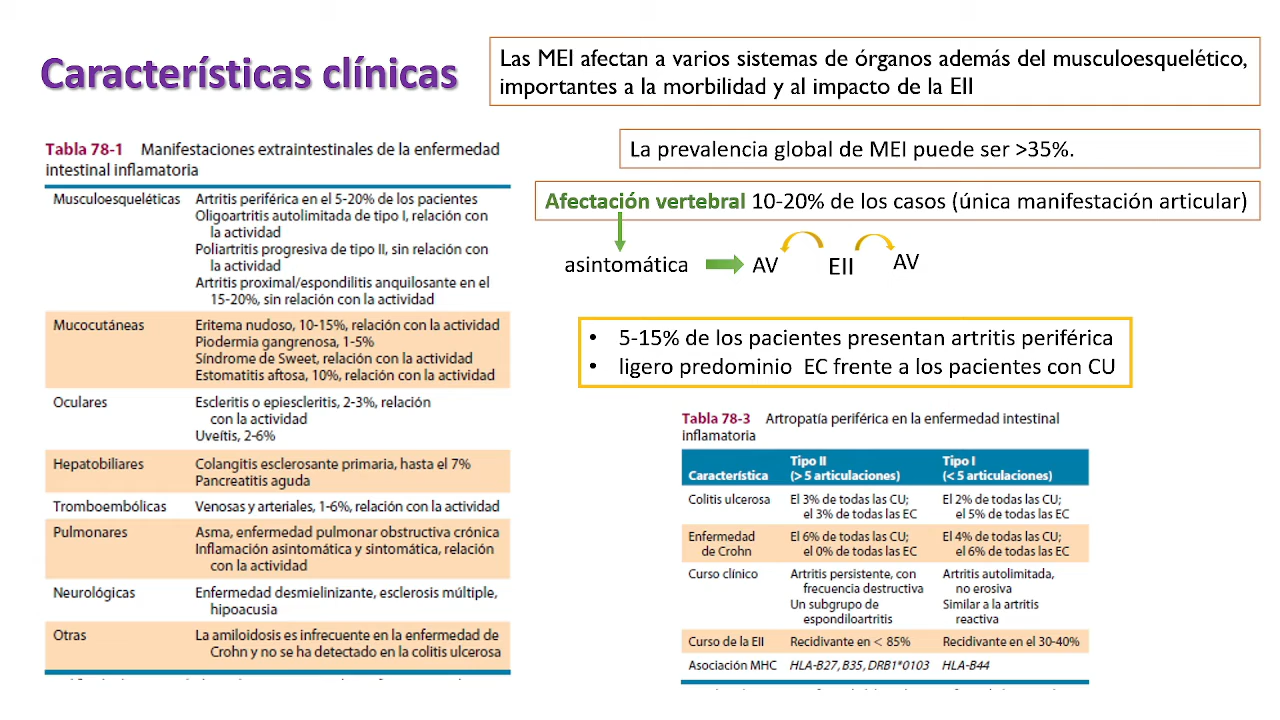 Características clínicas
Las MEI afectan a varios sistemas de órganos además del musculoesquelético,
importantes a la morbilidad y al impacto de la EII
La prevalencia global de MEI puede ser >35%.
Afectación vertebral 10-20% de los casos (única manifestación articular)
asintomática AV EII AV
• 5-15% de los pacientes presentan artritis periférica
• ligero predominio EC frente a los pacientes con CU
Tabla 78-1 Manifestaciones extraintestinales de la enfermedad
intestinal inflamatoria
Musculoesqueléticas Artritis periférica en el 5-20% de los pacientes
Oligoartritis autolimitada de tipo I, relación con
la actividad
Poliartritis progresiva de tipo II, sin relación con
la actividad
Artritis proximal/espondilitis anquilosante en el
15-20%, sin relación con la actividad
Mucocutáneas Eritema nudoso, 10-15%, relación con la actividad
Piodermia gangrenosa, 1-5%
Síndrome de Sweet, relación con la actividad
Estomatitis aftosa, 10%, relación con la actividad
Oculares Escleritis o epiescleritis, 2-3%, relación
con la actividad
Uveítis, 2-6%
Hepatobiliares Colangitis esclerosante primaria, hasta el 7%
Pancreatitis aguda
Tromboembólicas Venosas y arteriales, 1-6%, relación con la actividad
Pulmonares Asma, enfermedad pulmonar obstructiva crónica
Inflamación asintomática y sintomática, relación
con la actividad
Neurológicas Enfermedad desmielinizante, esclerosis múltiple,
hipoacusia
Otras La amiloidosis es infrecuente en la enfermedad de
Crohn y no se ha detectado en la colitis ulcerosa
Tabla 78-3 Artropatía periférica en la enfermedad intestinal
inflamatoria
Tipo II Tipo I
Característica (> 5 articulaciones) (< 5 articulaciones)
Colitis ulcerosa El 3% de todas las CU; El 2% de todas las CU;
el 3% de todas las EC el 5% de todas las EC
Enfermedad El 6% de todas las CU; El 4% de todas las CU;
de Crohn el 0% de todas las EC el 6% de todas las EC
Curso clínico Artritis persistente, con Artritis autolimitada,
frecuencia destructiva no erosiva
Un subgrupo de Similar a la artritis
espondiloartritis reactiva
Curso de la EII Recidivante en < 85% Recidivante en el 30-40%
Asociación MHC HLA-B27, B35, DRB1*0103 HLA-B44